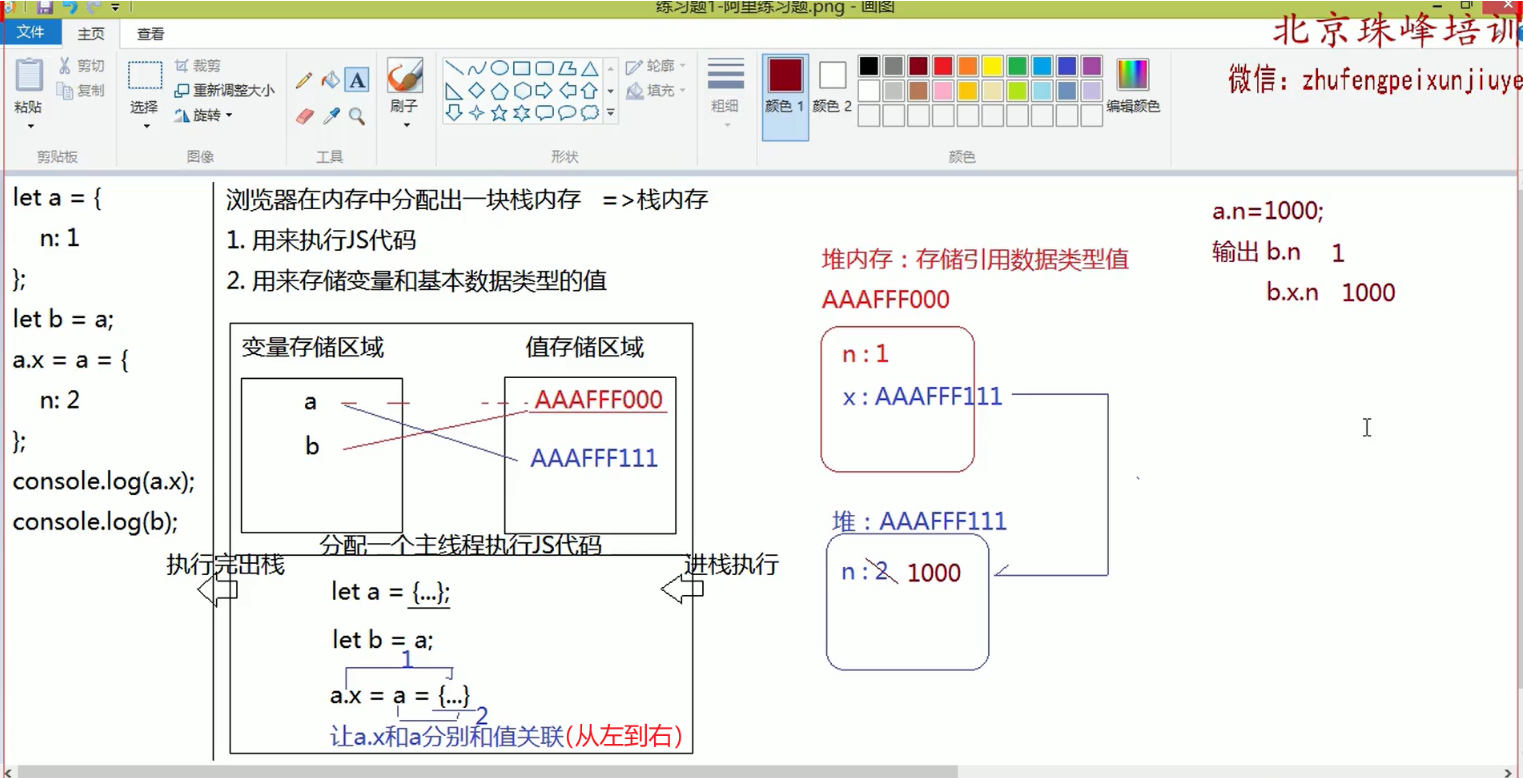 练习题1-阿里练习题.png - 画图
北京珠峰培训
微信：zhufengpeixunjiuye
文件 主页 查看
粘贴
剪切
复制
剪贴板
选择
裁剪
重新调整大小
旋转
图像
A
工具
刷子
轮廓
填充
形状
粗细
颜色 1
颜色 2
编辑颜色
颜色
let a = {
n: 1
};
let b = a;
a.x = a = {
n: 2
};
console.log(a.x);
console.log(b);
浏览器在内存中分配出一块栈内存 =>栈内存
1. 用来执行JS代码
2. 用来存储变量和基本数据类型的值
变量存储区域
值存储区域
a
b
AAAFFF000
AAAFFF111
分配一个主线程执行JS代码
执行完出栈
进栈执行
let a = {...};
let b = a;
1
a.x = a = {...}
2
让a.x和a分别和值关联(从左到右)
堆内存：存储引用数据类型值
AAAFFF000
n : 1
x : AAAFFF111
堆：AAAFFF111
n : 2 1000
a.n=1000;
输出 b.n 1
b.x.n 1000